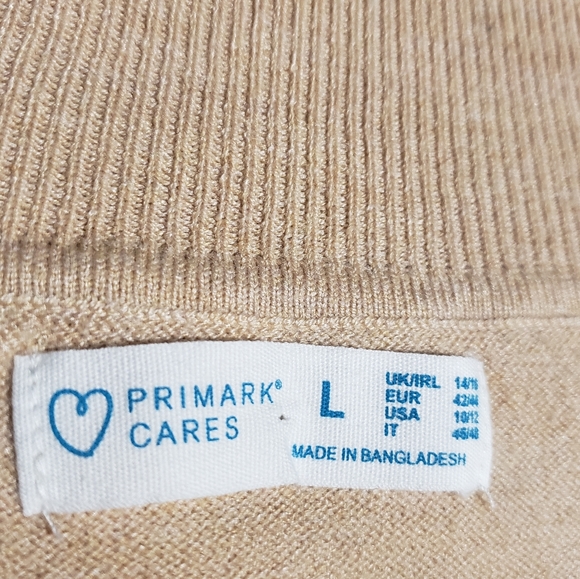 PRIMARK®
CARES
L
UK/IRL 14/16
EUR 42/44
USA 10/12
IT 46/48
MADE IN BANGLADESH